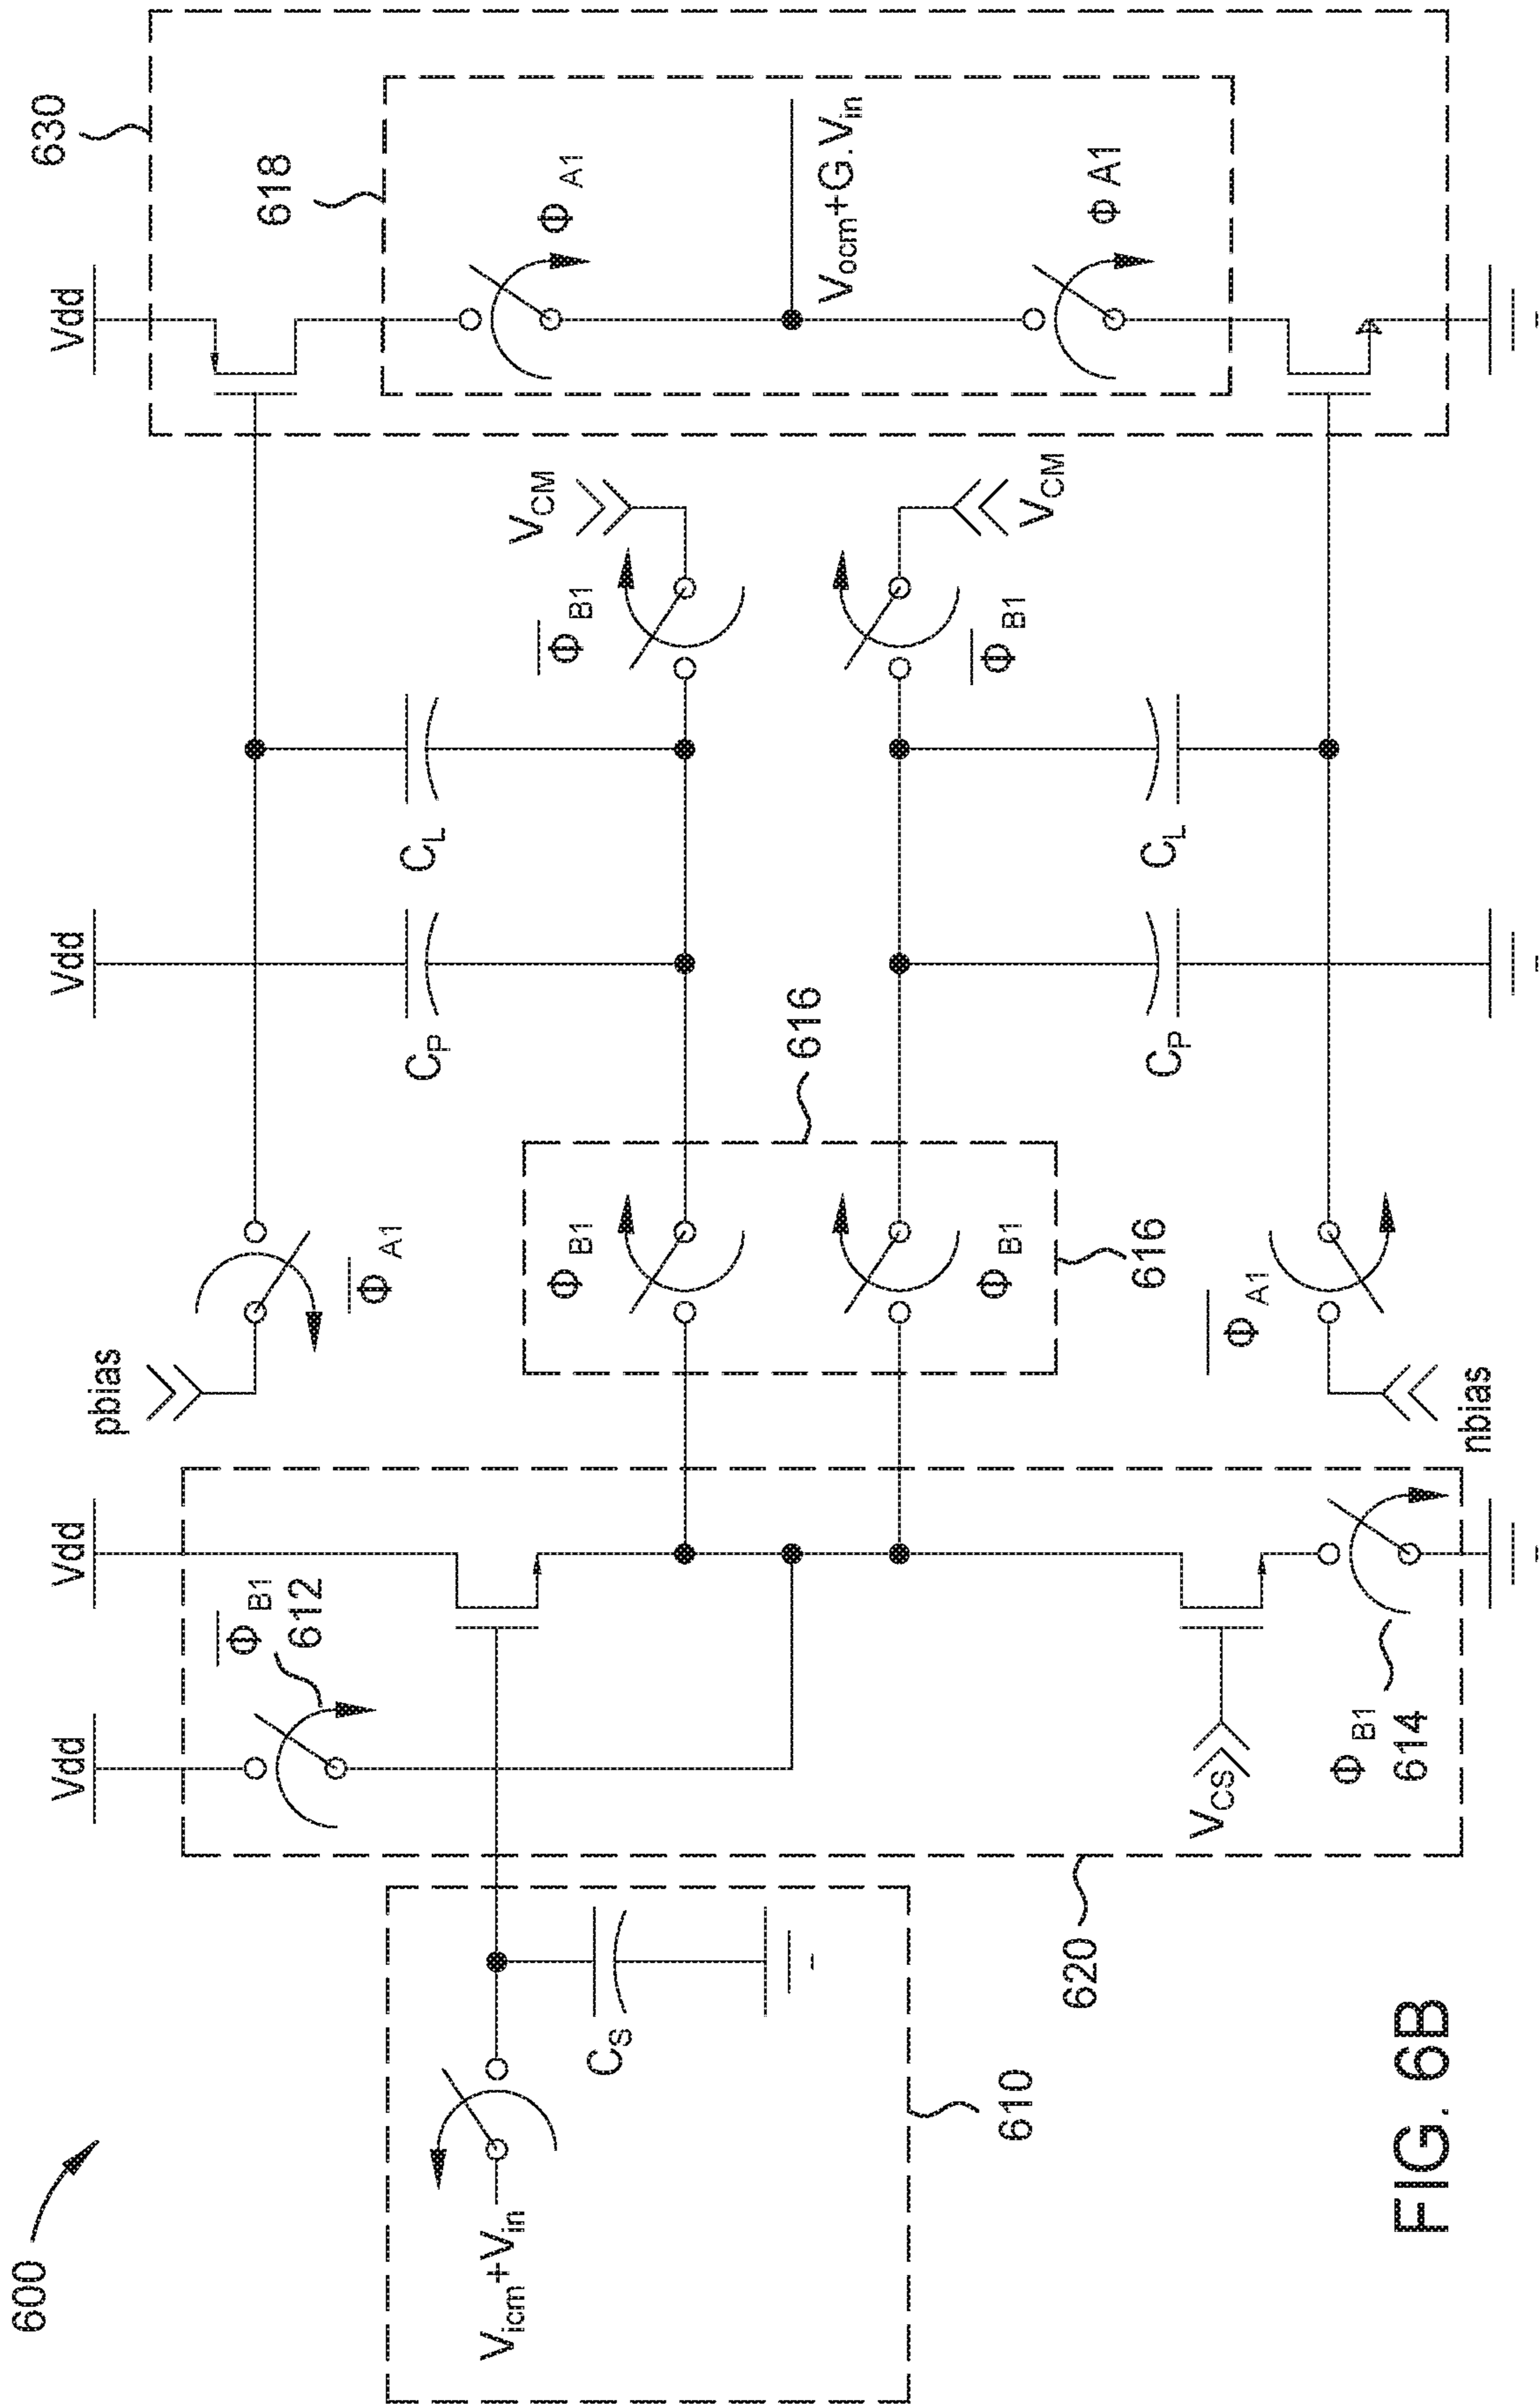 600
630
Vdd
Vdd
Vdd
Vdd
618
Φ̅ B1
612
pbias
Φ̅ A1
Φ A1
Vicm+Vin
CS
CP
CL
VCM
Φ̅ B1
Φ B1
616
Vocm+G.Vin
610
620
VCS
Φ B1
616
Φ̅ B1
VCM
Φ A1
CP
CL
Φ̅ A1
Φ B1
614
nbias
FIG. 6B